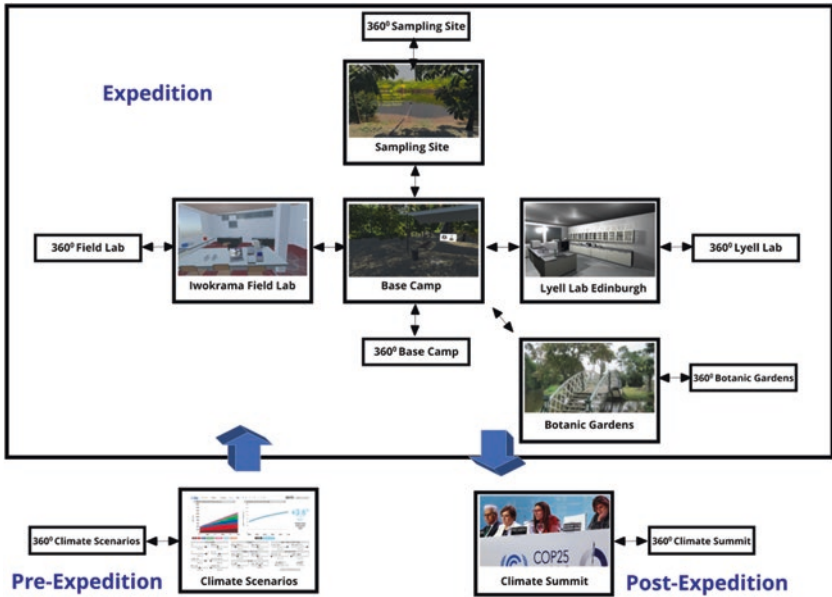 360⁰ Sampling Site
Expedition
Sampling Site
360⁰ Field Lab
Iwokrama Field Lab
Base Camp
Lyell Lab Edinburgh
360⁰ Lyell Lab
360⁰ Base Camp
360⁰ Botanic Gardens
Botanic Gardens
360⁰ Climate Scenarios
Climate Scenarios
COP25
Climate Summit
360⁰ Climate Summit
Pre-Expedition
Post-Expedition